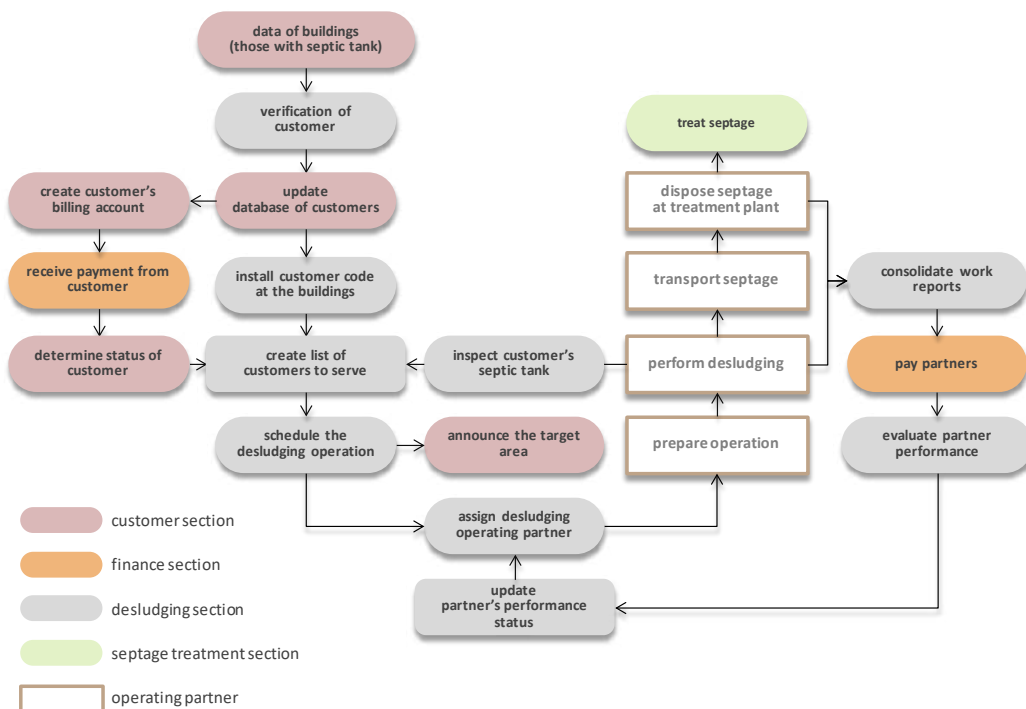 data of buildings
(those with septic tank)
verification of
customer
treat septage
create customer's
billing account
update
database of customers
dispose septage
at treatment plant
receive payment from
customer
install customer code
at the buildings
transport septage
consolidate work
reports
determine status of
customer
create list of
customers to serve
inspect customer's
septic tank
perform desludging
pay partners
schedule the
desludging operation
announce the target
area
prepare operation
evaluate partner
performance
assign desludging
operating partner
update
partner's performance
status
customer section
finance section
desludging section
septage treatment section
operating partner